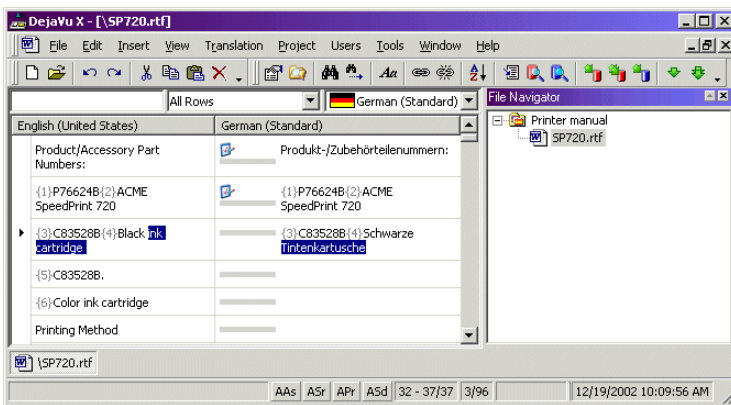 DejaVu X - [\SP720.rtf]
File Edit Insert View Translation Project Users Tools Window Help
All Rows German (Standard)
File Navigator
English (United States) German (Standard)
Printer manual
SP720.rtf
Product/Accessory Part
Numbers:
Produkt-/Zubehörteilenummern:
{1}P76624B{2}ACME
SpeedPrint 720
{1}P76624B{2}ACME
SpeedPrint 720
{3}C83528B{4}Black ink
cartridge
{3}C83528B{4}Schwarze
Tintenkartusche
{5}C83528B.
{6}Color ink cartridge
Printing Method
\SP720.rtf
AAs ASr APr ASd 32 - 37/37 3/96 12/19/2002 10:09:56 AM